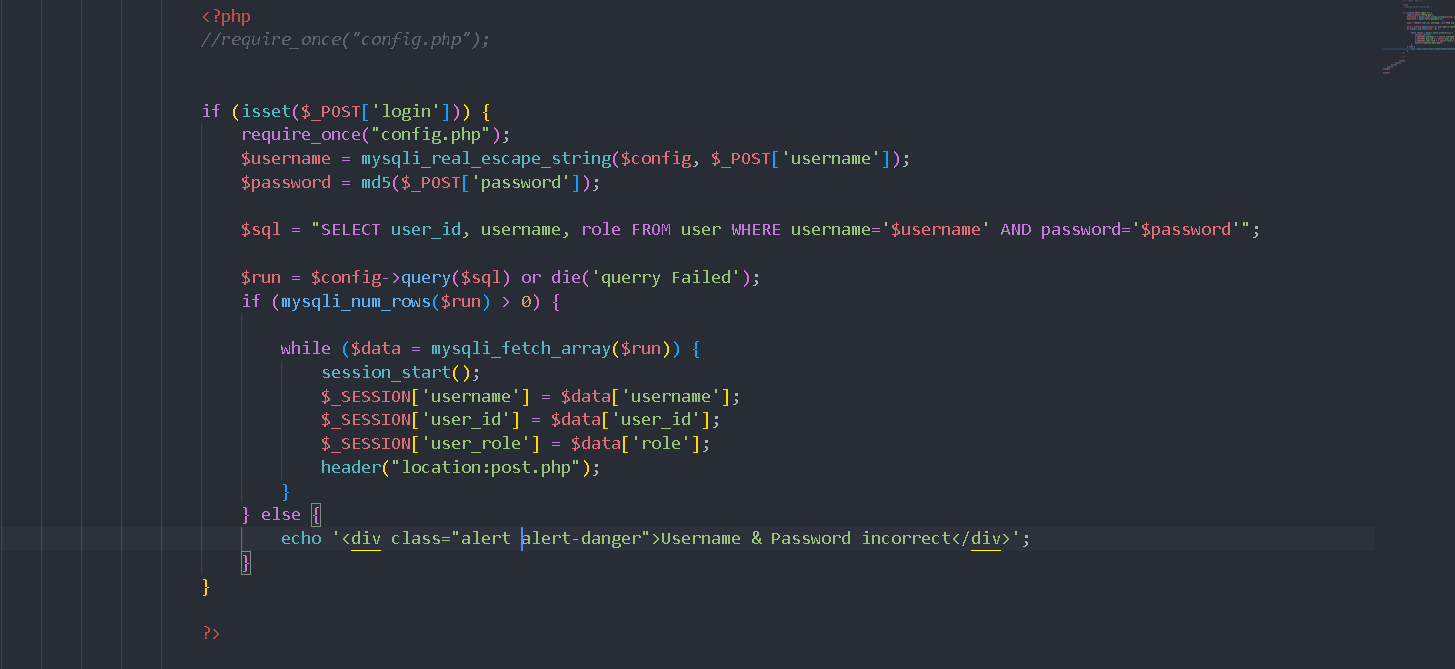 <?php
//require_once("config.php");
if (isset($_POST['login'])) {
require_once("config.php");
$username = mysqli_real_escape_string($config, $_POST['username']);
$password = md5($_POST['password']);
$sql = "SELECT user_id, username, role FROM user WHERE username='$username' AND password='$password'";
$run = $config->query($sql) or die('querry Failed');
if (mysqli_num_rows($run) > 0) {
while ($data = mysqli_fetch_array($run)) {
session_start();
$_SESSION['username'] = $data['username'];
$_SESSION['user_id'] = $data['user_id'];
$_SESSION['user_role'] = $data['role'];
header("location:post.php");
}
} else {
echo '<div class="alert alert-danger">Username & Password incorrect</div>';
}
}
?>